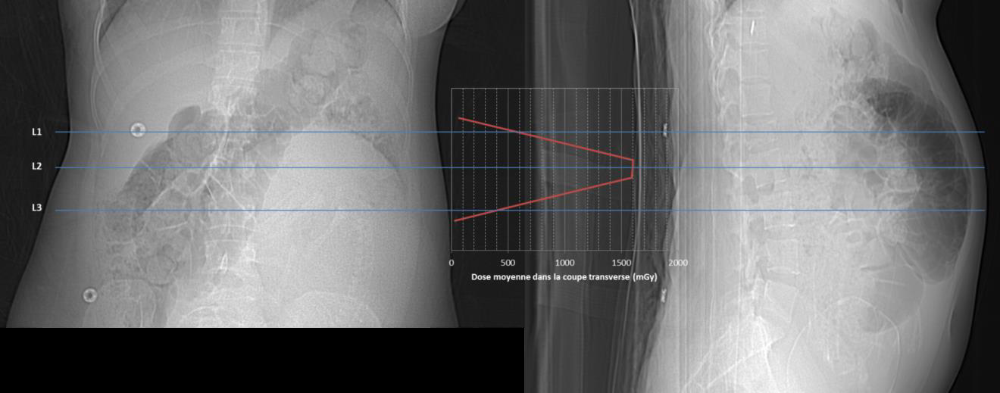 L1
L2
L3
0 500 1000 1500 2000
Dose moyenne dans la coupe transverse (mGy)